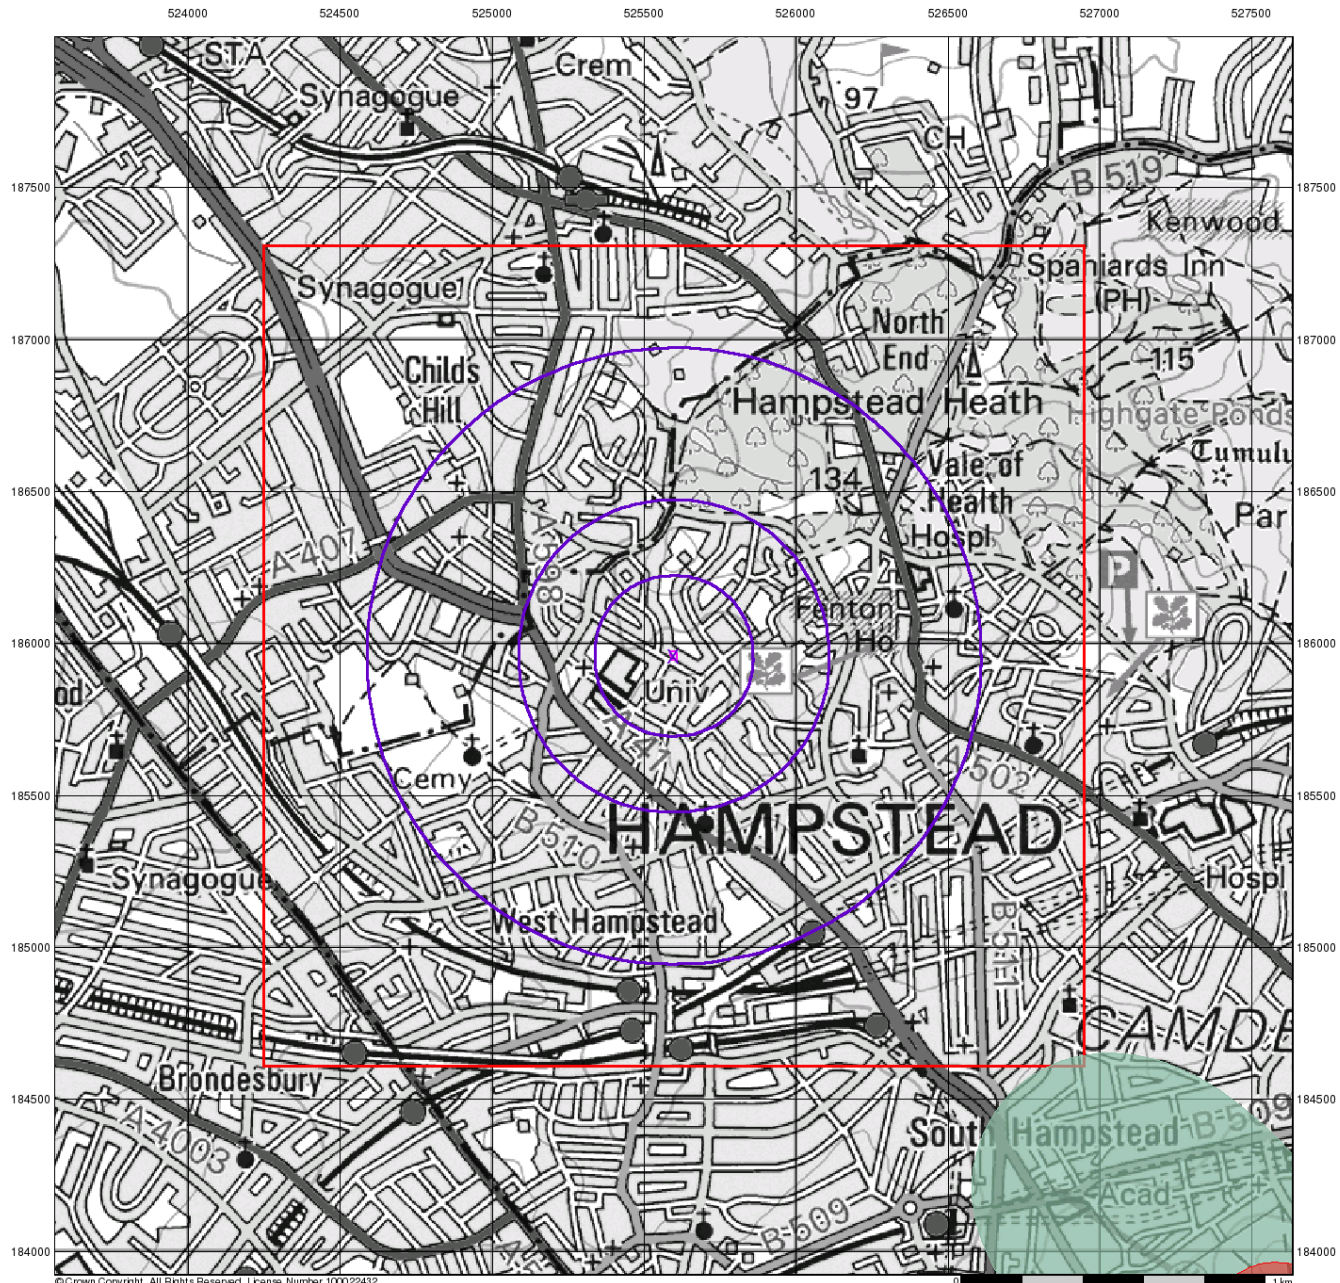 524000 524500 525000 525500 526000 526500 527000 527500
STA
Crem
Synagogue
97
CH
B 519
187500 187500
Kenwood
Synagogue
Spaniards Inn
(PH)
North
End
187000 187000
115
Childs
Hill
Hampstead Heath
Highgate Ponds
Tumuli
Vale of
Health
134
186500 186500
Par
Hospl
A 407
A 598
P
Fenton
Ho
186000 186000
Univ
od
A 41
Cemy
502
185500 185500
HAMPSTEAD
B 510
Synagogue
Hospl
West Hampstead
B 511
185000 185000
CAMDE
Brondesbury
184500 184500
B 509
South Hampstead
A 4003
Acad
B 509
184000 184000
© Crown Copyright. All Rights Reserved. License Number 100022432
0 1 km